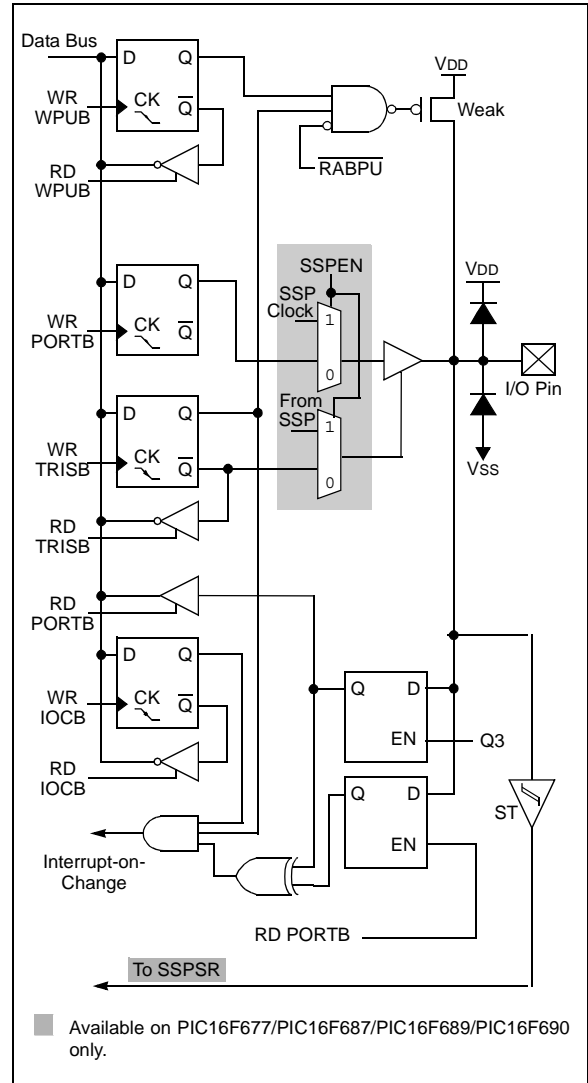 Data Bus
D Q
WR
WPUB
CK
Q
RD
WPUB
VDD
Weak
RABPU
SSPEN
SSP
Clock
1
0
D Q
WR
PORTB
CK
Q
VDD
I/O Pin
VSS
From
SSP
1
0
D Q
WR
TRISB
CK
Q
RD
TRISB
RD
PORTB
D Q
WR
IOCB
CK
Q
RD
IOCB
Q D
EN
Q3
Q D
EN
ST
Interrupt-on-
Change
RD PORTB
To SSPSR
Available on PIC16F677/PIC16F687/PIC16F689/PIC16F690
only.